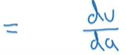 = du/da